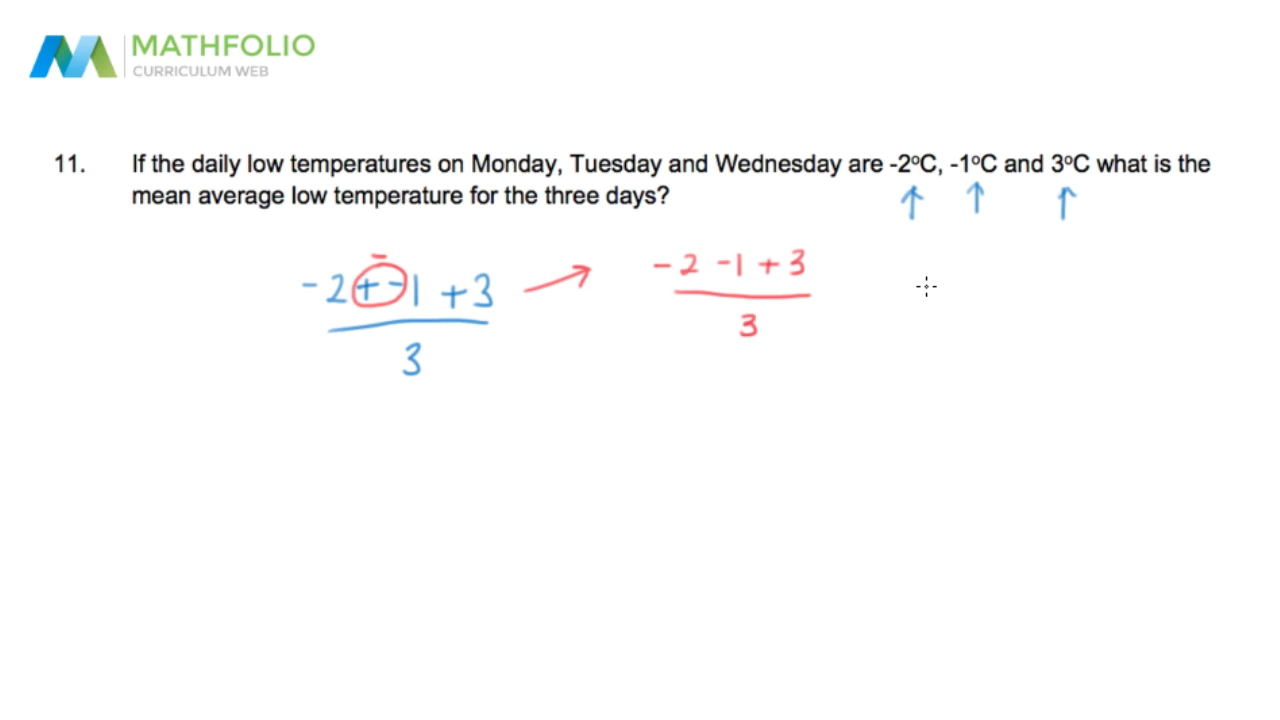 MATHFOLIO
CURRICULUM WEB
11. If the daily low temperatures on Monday, Tuesday and Wednesday are -2ºC, -1ºC and 3ºC what is the
mean average low temperature for the three days?
-
-2+-1+3
3
-2-1+3
3